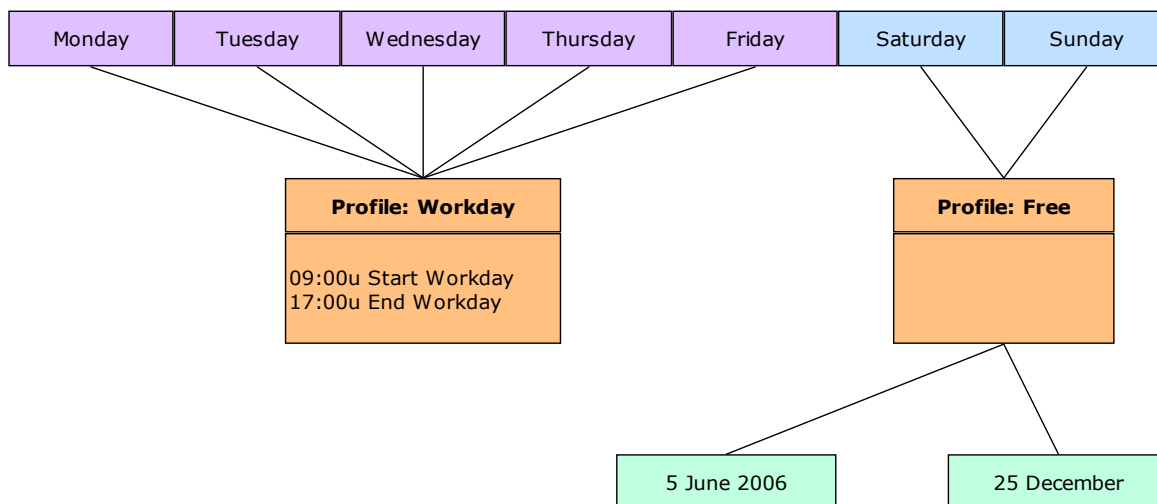 Monday Tuesday Wednesday Thursday Friday Saturday Sunday
Profile: Workday Profile: Free
09:00u Start Workday
17:00u End Workday
5 June 2006 25 December